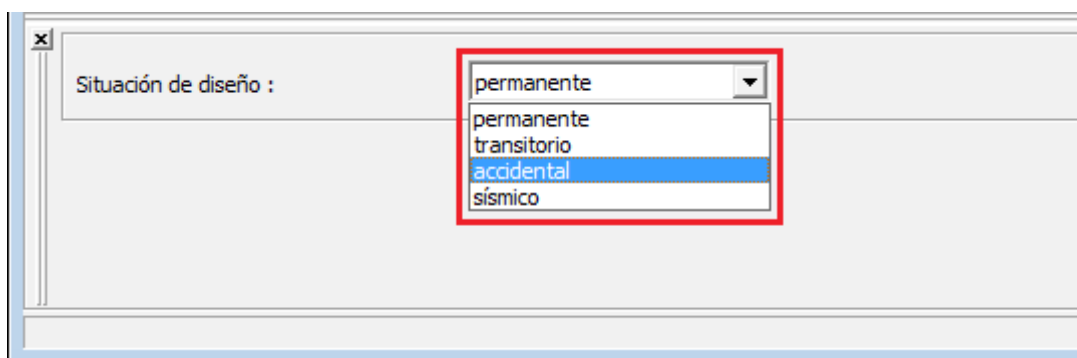 Situación de diseño :
permanente
permanente
transitorio
accidental
sísmico